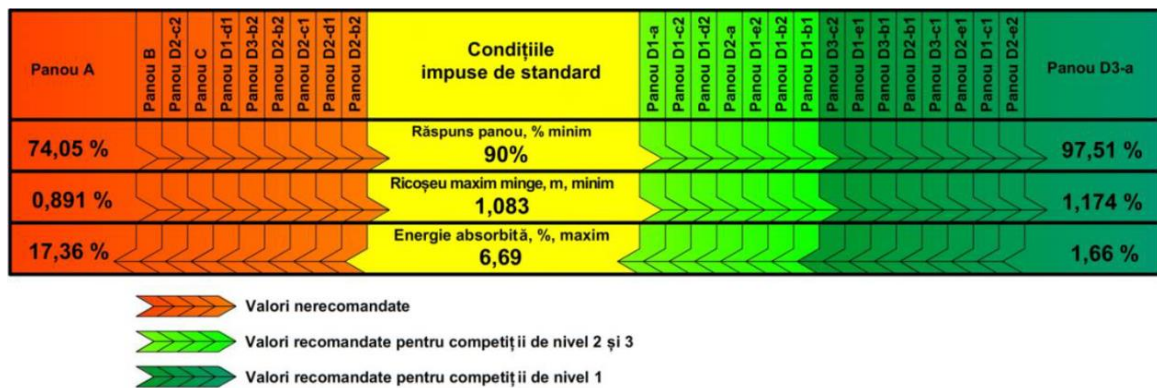 Panou A
Panou B
Panou D2-c2
Panou C
Panou D1-d1
Panou D3-b2
Panou D2-b2
Panou D2-c1
Panou D2-d1
Panou D2-b2
Condițiile
impuse de standard
Panou D1-a
Panou D1-c2
Panou D1-d2
Panou D2-a
Panou D1-e2
Panou D1-b2
Panou D1-b1
Panou D3-c2
Panou D1-e1
Panou D3-b1
Panou D2-b1
Panou D3-c1
Panou D2-e1
Panou D1-c1
Panou D2-e2
Panou D3-a
Răspuns panou, % minim
74,05 %
90%
97,51 %
Ricoșeu maxim minge, m, minim
0,891 %
1,083
1,174 %
Energie absorbită, %, maxim
17,36 %
6,69
1,66 %
Valori nerecomandate
Valori recomandate pentru competiții de nivel 2 și 3
Valori recomandate pentru competiții de nivel 1